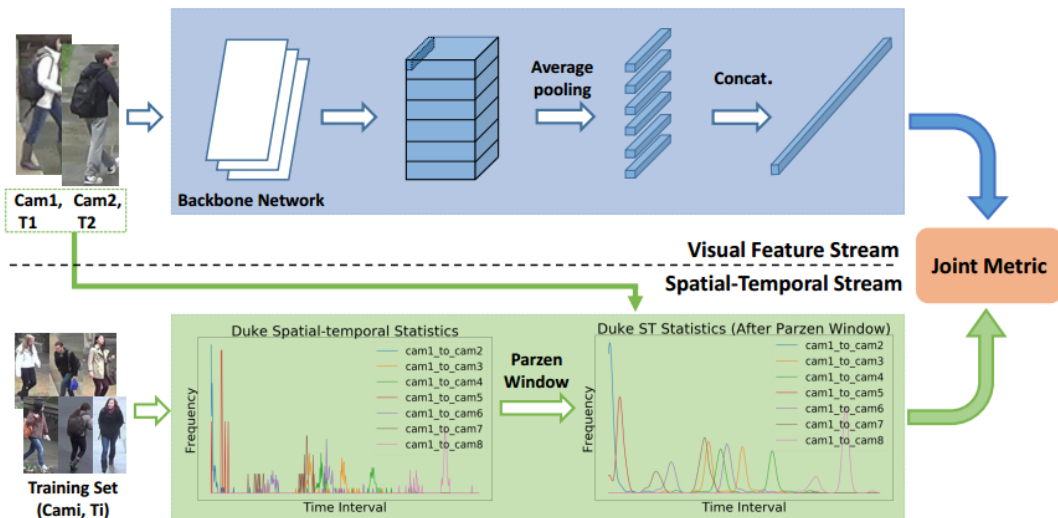 Average
pooling
Concat.
Backbone Network
Cam1, Cam2,
T1 T2
Visual Feature Stream
Joint Metric
Spatial-Temporal Stream
Duke Spatial-temporal Statistics
cam1_to_cam2
cam1_to_cam3
cam1_to_cam4
cam1_to_cam5
cam1_to_cam6
cam1_to_cam7
cam1_to_cam8
Frequency
Time Interval
Parzen
Window
Duke ST Statistics (After Parzen Window)
cam1_to_cam2
cam1_to_cam3
cam1_to_cam4
cam1_to_cam5
cam1_to_cam6
cam1_to_cam7
cam1_to_cam8
Frequency
Time Interval
Training Set
(Cami, Ti)